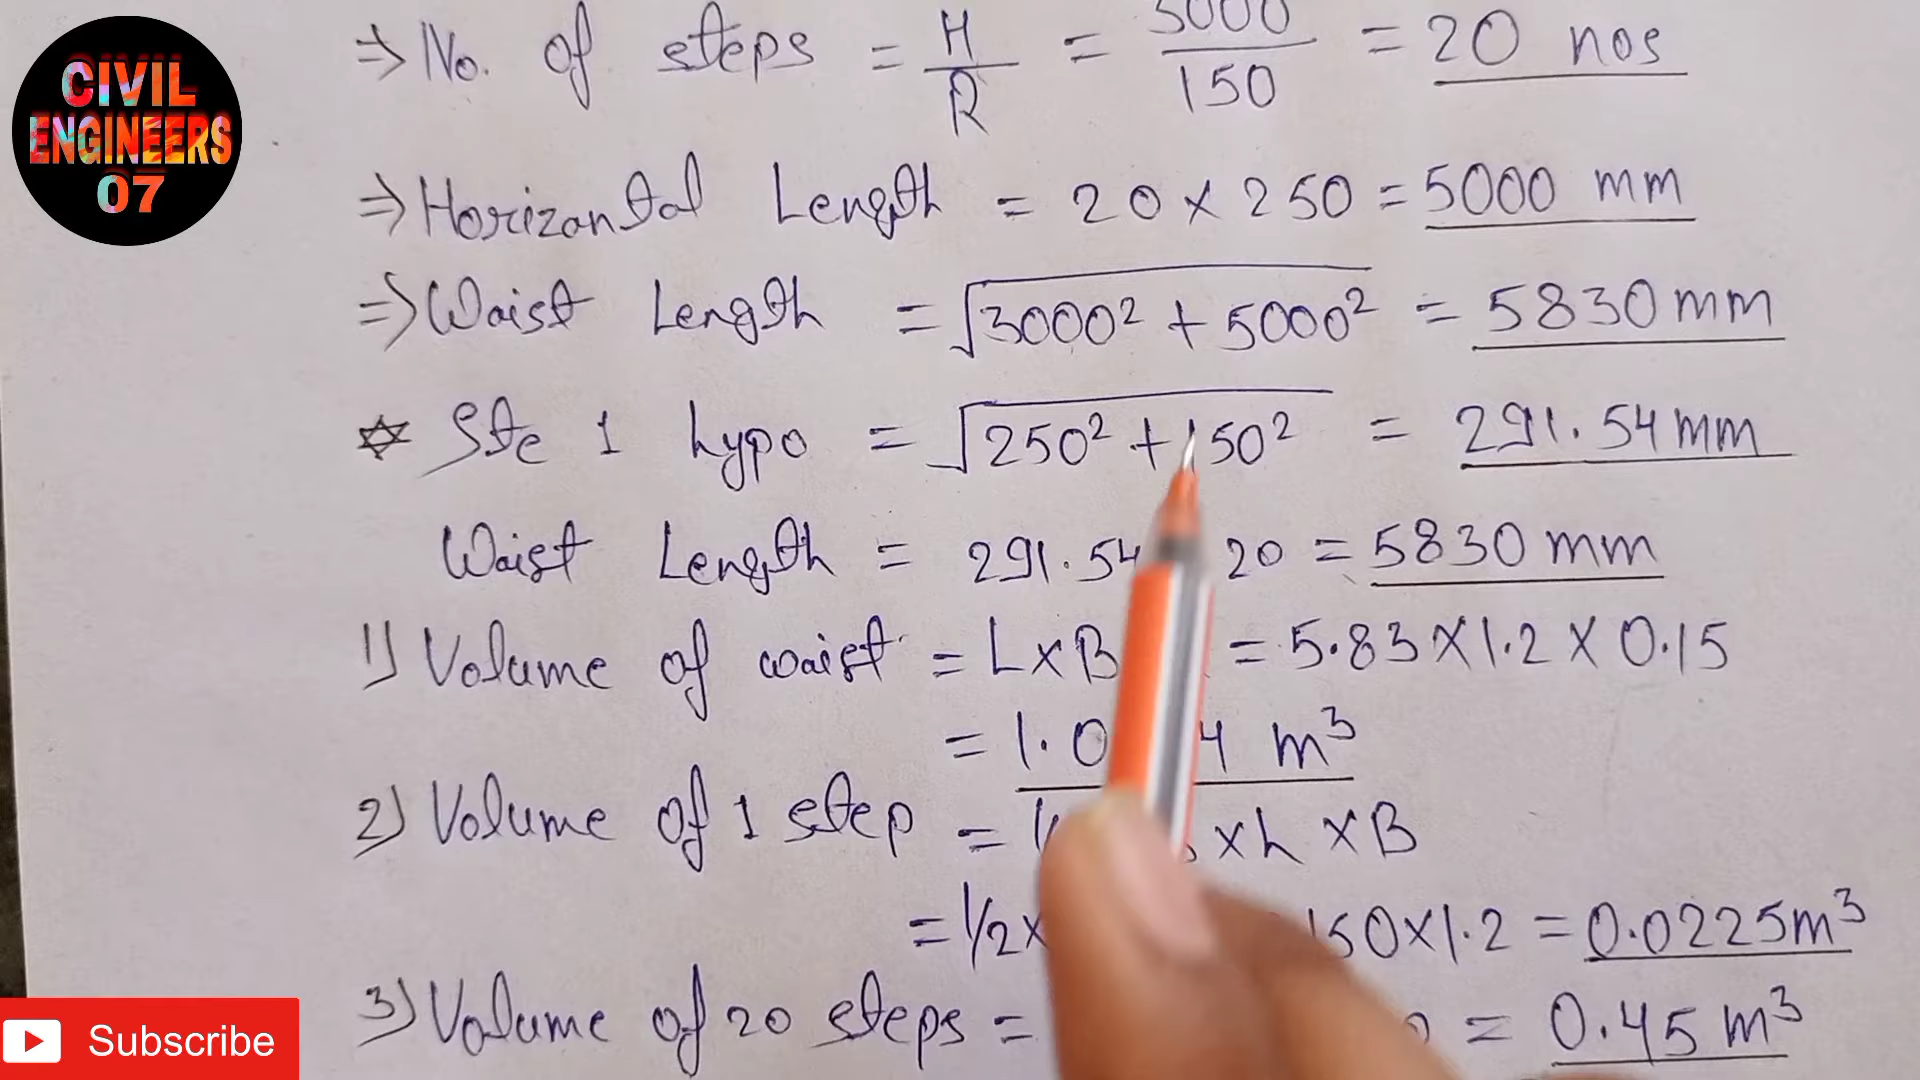 CIVIL
ENGINEERS
07
⇒ No. of steps = H/R = 3000/150 = 20 nos
⇒ Horizantal Length = 20 × 250 = 5000 mm
⇒ Waist Length = √3000² + 5000² = 5830 mm
✡ Ste 1 hypo = √250² + 150² = 291.54 mm
Waist Length = 291.54 20 = 5830 mm
1) Volume of waist = L × B = 5.83 × 1.2 × 0.15
= 1.0 4 m³
2) Volume of 1 step = × h × B
= 1/2 × 150 × 1.2 = 0.0225 m³
3) Volume of 20 steps = = 0.45 m³
Subscribe